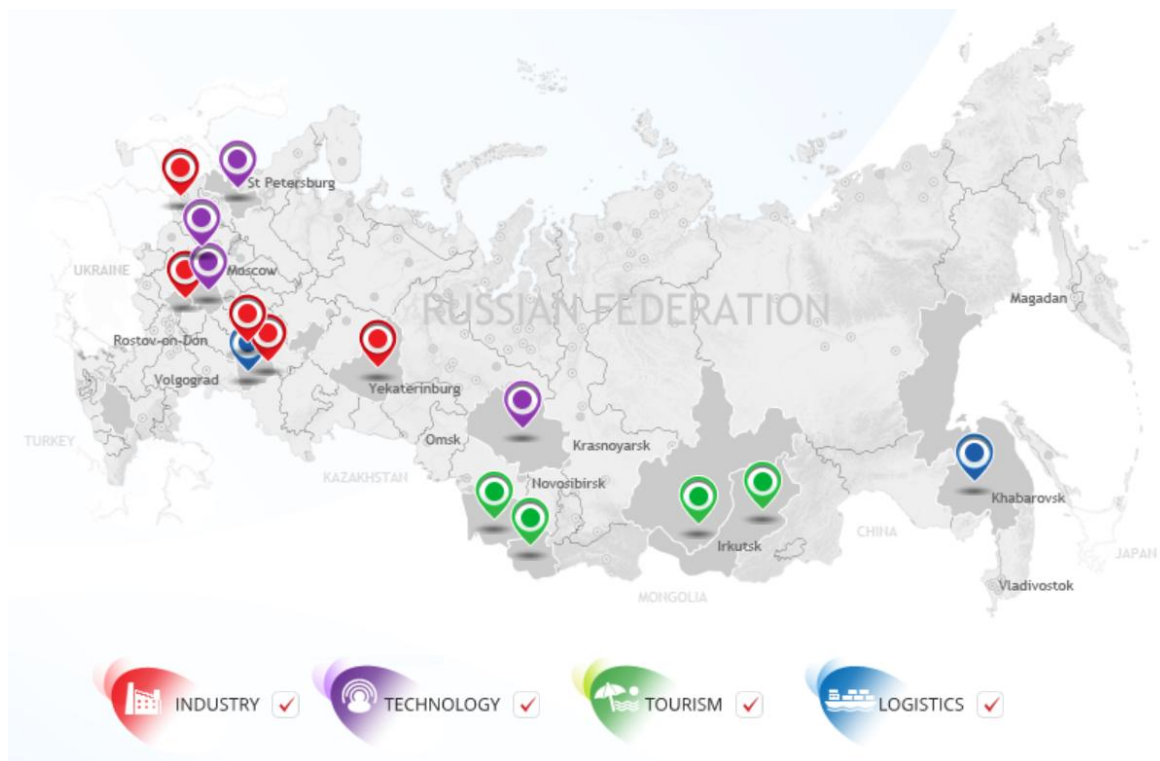 St Petersburg
UKRAINE
Moscow
RUSSIAN FEDERATION
Magadan
Rostov-on-Don
Volgograd
Yekaterinburg
TURKEY
Omsk
Krasnoyarsk
KAZAKHSTAN
Novosibirsk
Khabarovsk
CHINA
Irkutsk
JAPAN
Vladivostok
MONGOLIA
INDUSTRY
TECHNOLOGY
TOURISM
LOGISTICS